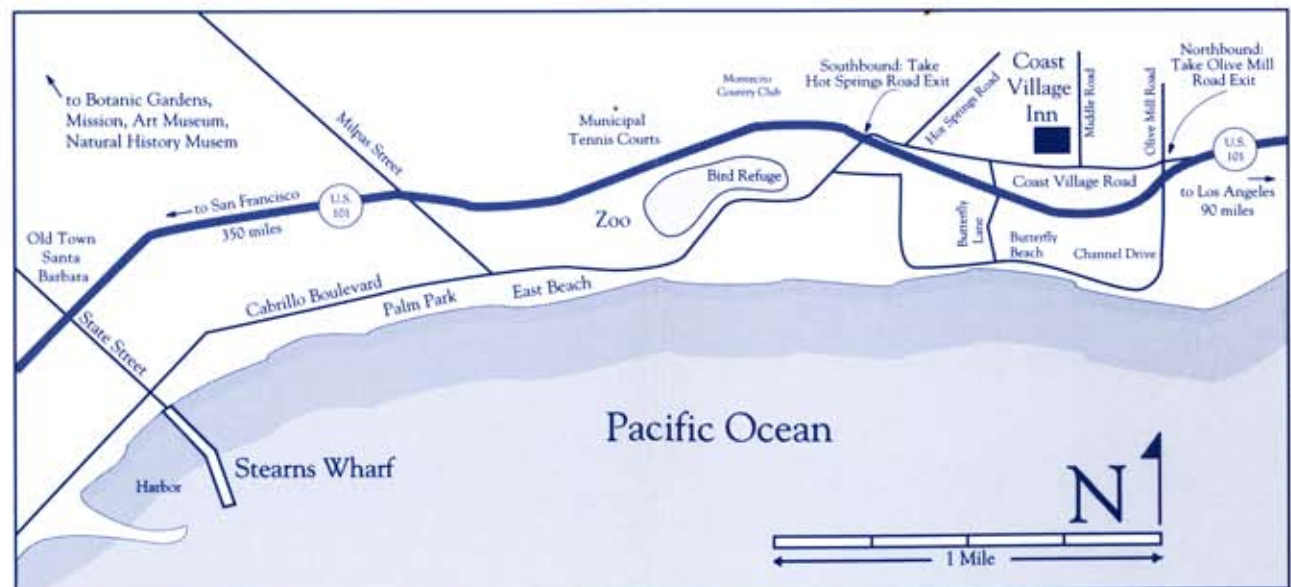 to Botanic Gardens,
Mission, Art Museum,
Natural History Musem
Milpas Street
Municipal
Tennis Courts
Montecito
Country Club
Southbound: Take
Hot Springs Road Exit
Hot Springs Road
Coast
Village
Inn
Middle Road
Olive Mill Road
Northbound:
Take Olive Mill
Road Exit
U.S.
101
to Los Angeles
90 miles
Coast Village Road
Bird Refuge
Zoo
to San Francisco
350 miles
U.S.
101
Old Town
Santa
Barbara
State Street
Cabrillo Boulevard
Palm Park
East Beach
Butterfly
Lane
Butterfly
Beach
Channel Drive
Pacific Ocean
Stearns Wharf
Harbor
N
1 Mile